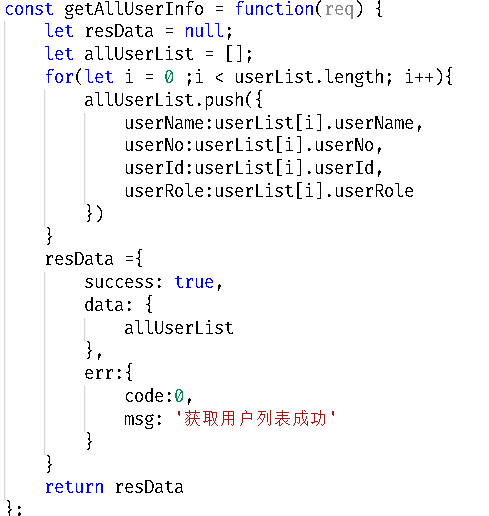 const getAllUserInfo = function(req) {
    let resData = null;
    let allUserList = [];
    for(let i = 0 ;i < userList.length; i++){
        allUserList.push({
            userName:userList[i].userName,
            userNo:userList[i].userNo,
            userId:userList[i].userId,
            userRole:userList[i].userRole
        })
    }
    resData ={
        success: true,
        data: {
            allUserList
        },
        err:{
            code:0,
            msg: '获取用户列表成功'
        }
    }
    return resData
};